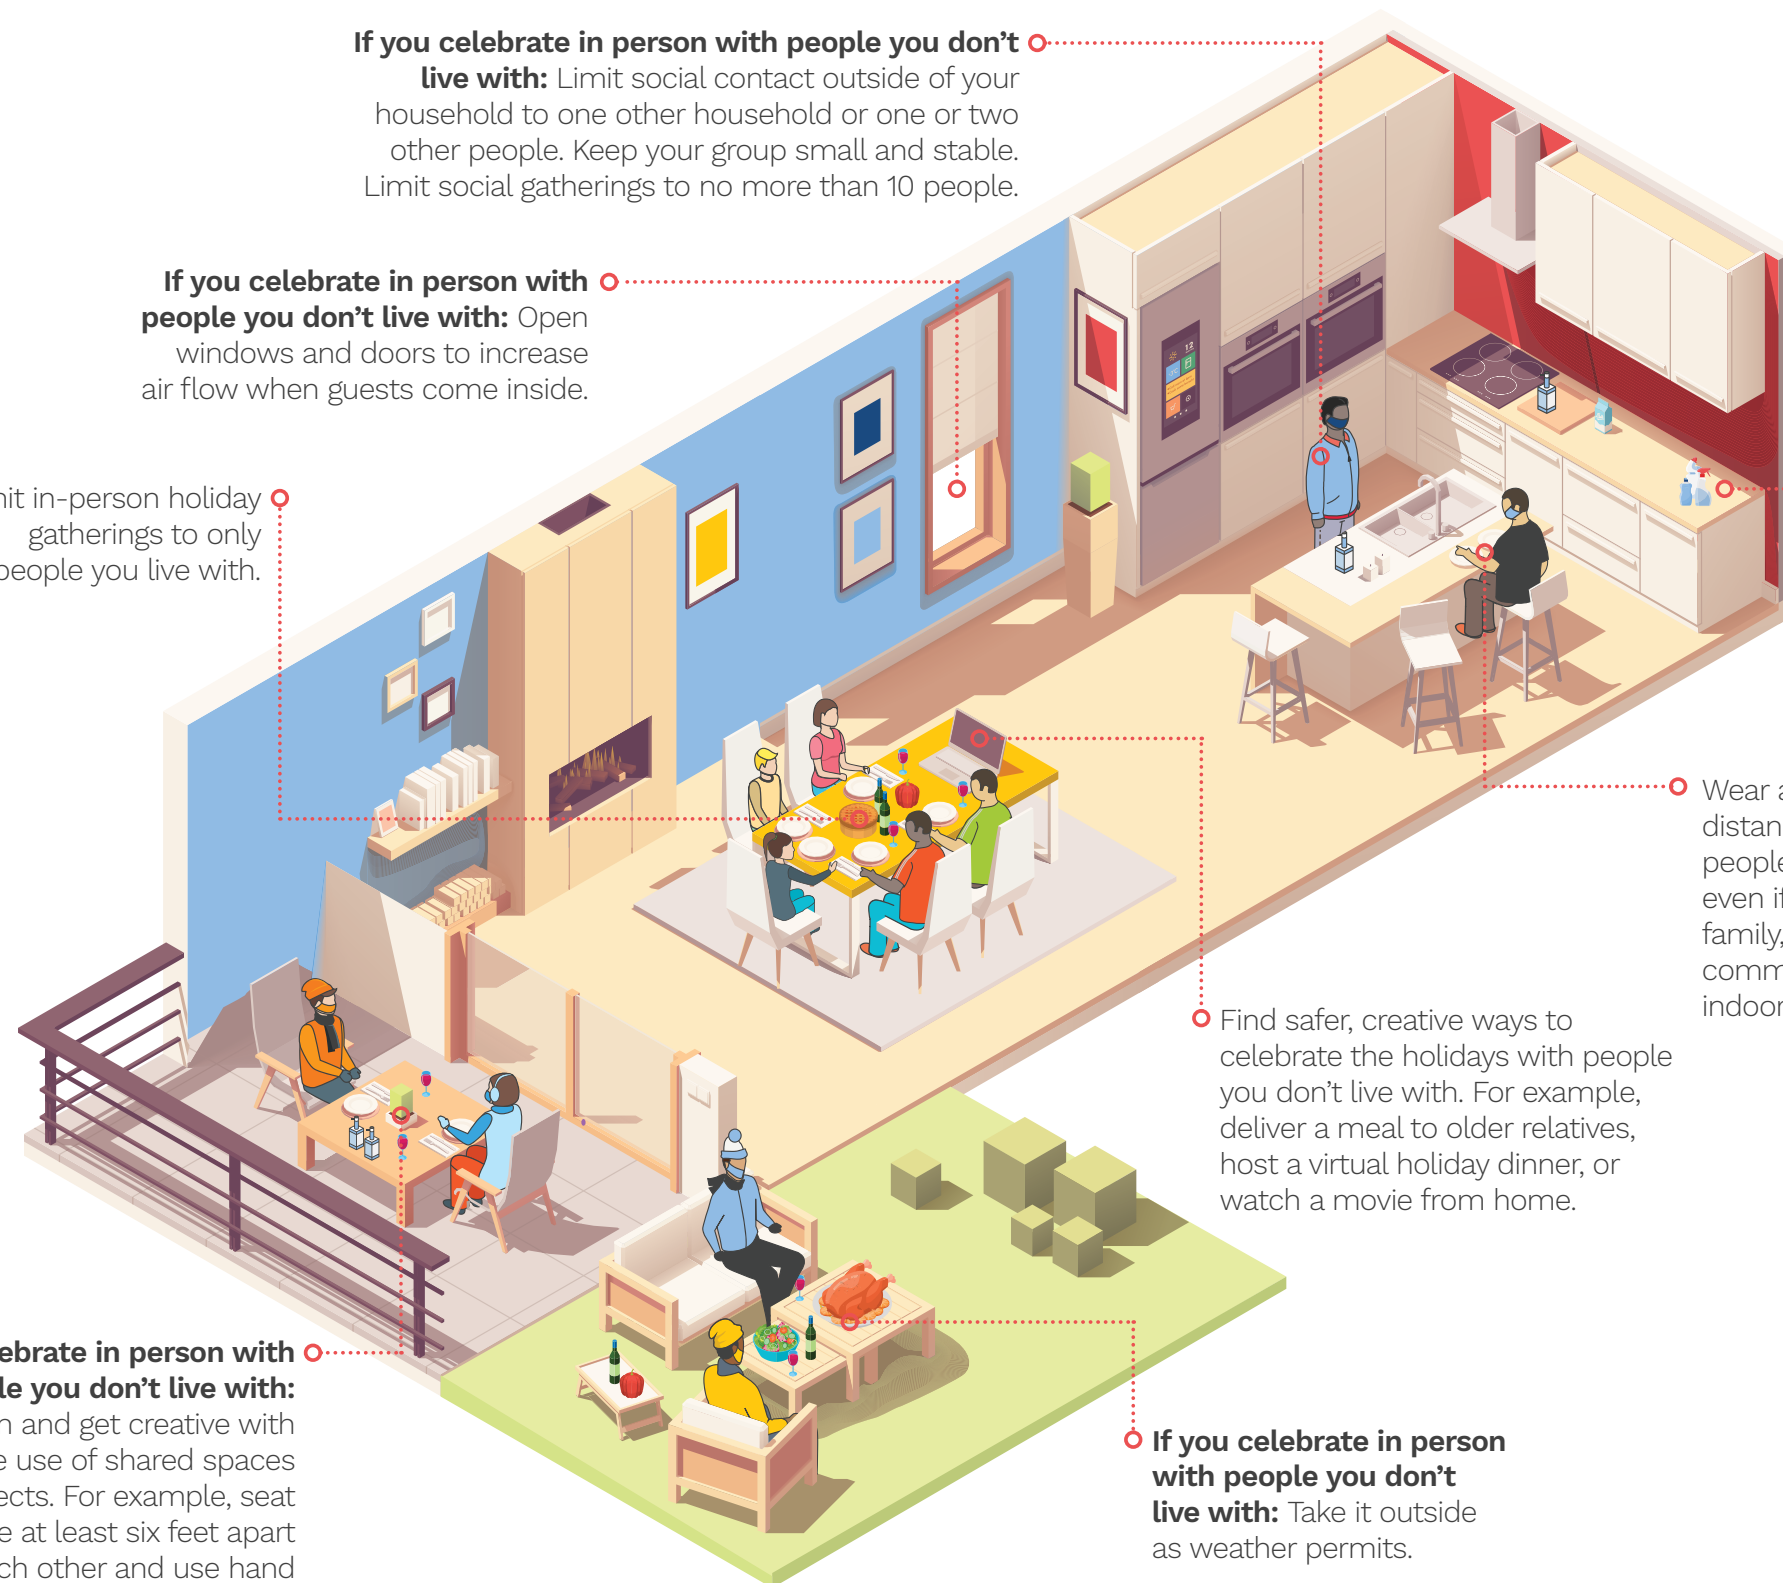 If you celebrate in person with people you don’t
live with: Limit social contact outside of your
household to one other household or one or two
other people. Keep your group small and stable.
Limit social gatherings to no more than 10 people.
If you celebrate in person with
people you don’t live with: Open
windows and doors to increase
air flow when guests come inside.
in-person holiday
gatherings to only
people you live with.
12
Wear a
distan
people
even if
family,
comm
indoor
Find safer, creative ways to
celebrate the holidays with people
you don’t live with. For example,
deliver a meal to older relatives,
host a virtual holiday dinner, or
watch a movie from home.
ebrate in person with
le you don’t live with:
and get creative with
use of shared spaces
ects. For example, seat
e at least six feet apart
ch other and use hand
If you celebrate in person
with people you don’t
live with: Take it outside
as weather permits.